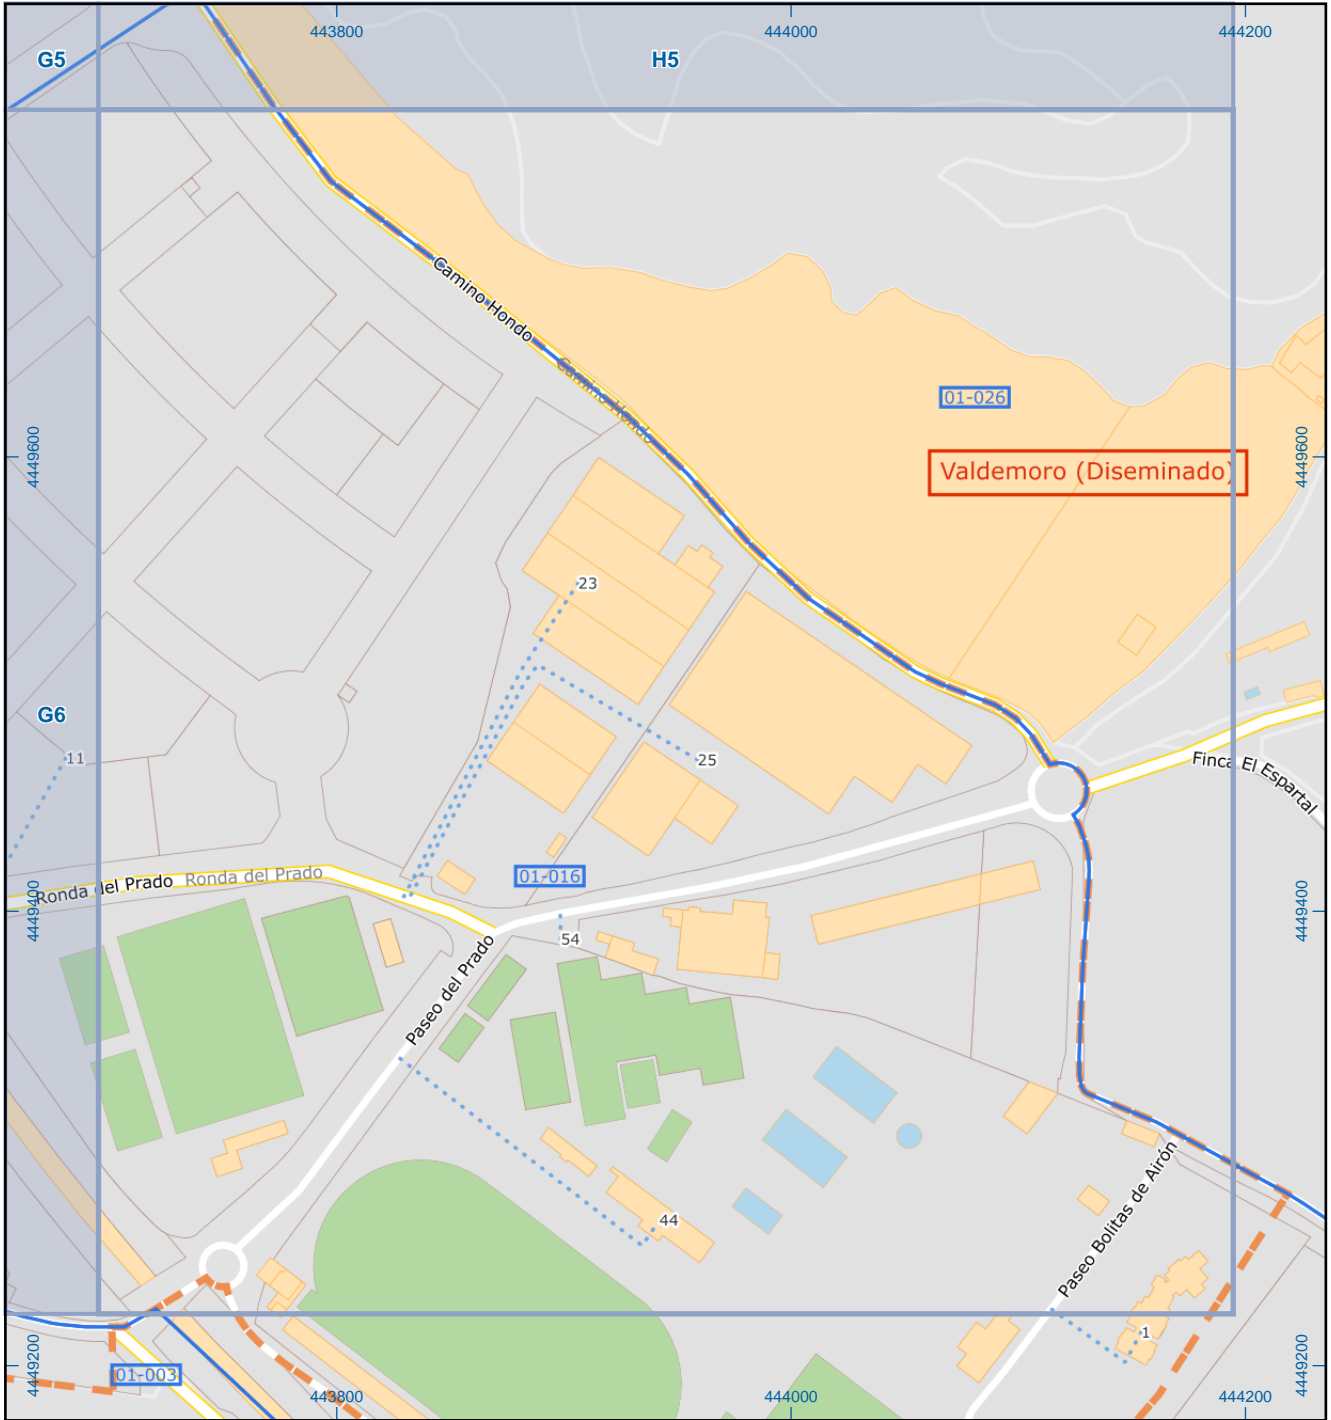 443800
444000
444200
G5
H5
Camino Hondo
Camino Hondo
01-026
4449600
4449600
Valdemoro (Diseminado)
23
G6
11
25
Finca El Espartal
Ronda del Prado
Ronda del Prado
01-016
4449400
4449400
54
Paseo del Prado
44
Paseo Bolitas de Airón
1
4449200
4449200
01-003
443800
444000
444200